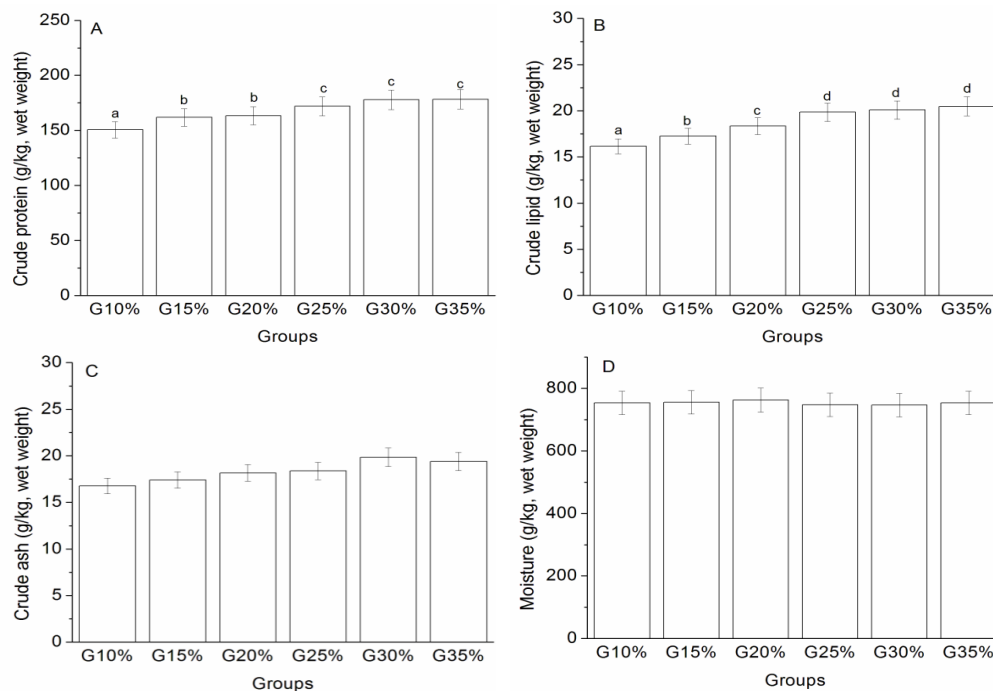 A
Crude protein (g/kg, wet weight)
250
200
150
100
50
0
a
b
b
c
c
c
G10%
G15%
G20%
G25%
G30%
G35%
Groups
B
Crude lipid (g/kg, wet weight)
30
25
20
15
10
5
0
a
b
c
d
d
d
G10%
G15%
G20%
G25%
G30%
G35%
Groups
C
Crude ash (g/kg, wet weight)
30
25
20
15
10
5
0
G10%
G15%
G20%
G25%
G30%
G35%
Groups
D
Moisture (g/kg, wet weight)
800
600
400
200
0
G10%
G15%
G20%
G25%
G30%
G35%
Groups